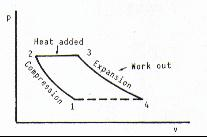 p
Heat added
2
3
Compression
Expansion
Work out
1
4
v